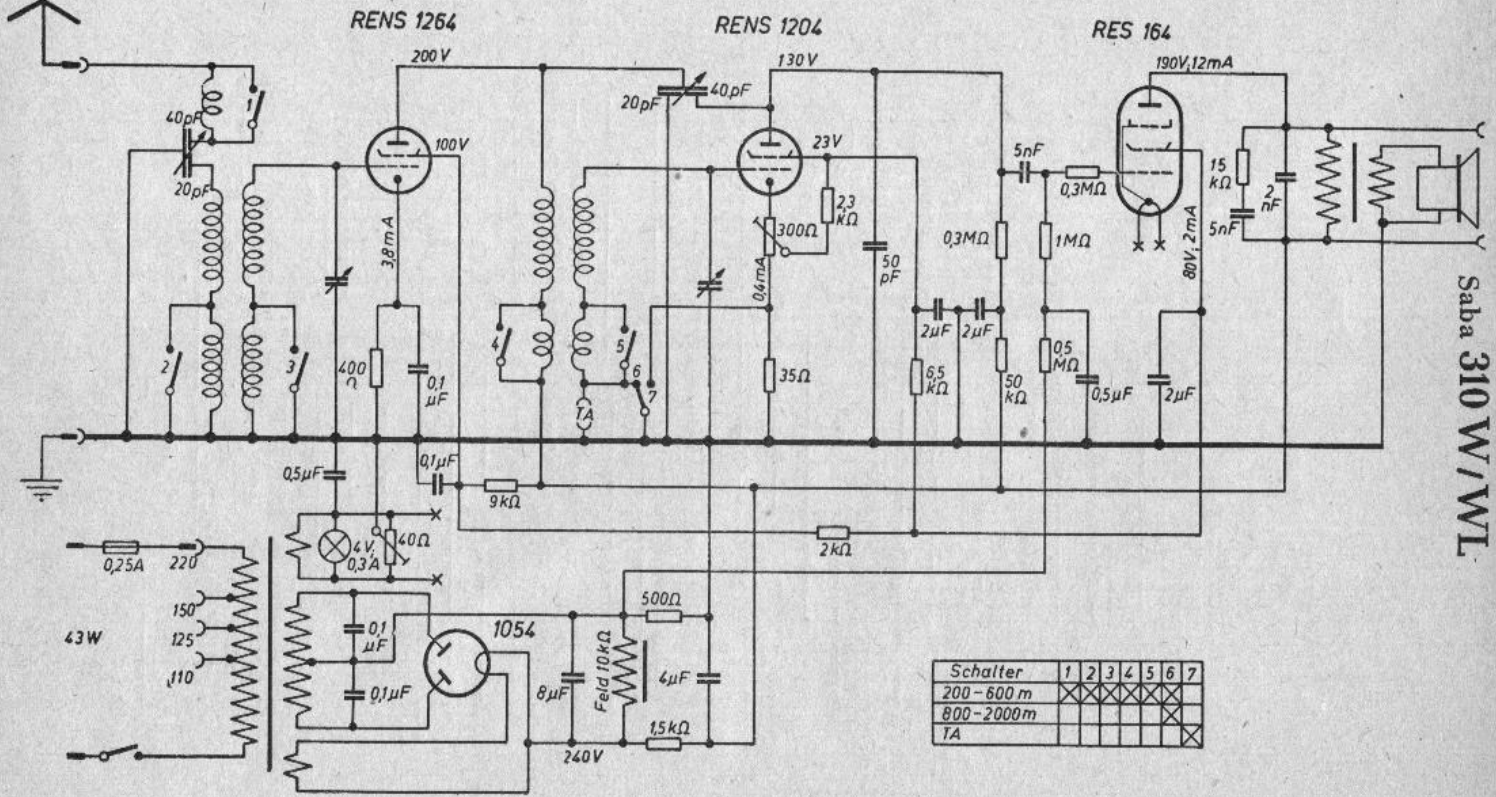 RENS 1264
RENS 1204
RES 164
200V
130V
190V, 12mA
40pF
1
20pF
40pF
100V
23V
5nF
0,3MΩ
15 kΩ
2 nF
5nF
20pF
3,8mA
300Ω
2,3 kΩ
0,4mA
50 pF
0,3MΩ
1MΩ
80V, 2mA
2
3
400 Ω
0,1 µF
4
5
6
7
TA
35Ω
2µF
2µF
6,5 kΩ
50 kΩ
0,5 MΩ
0,5µF
2µF
Saba 310 W/WL
0,5µF
0,1µF
9kΩ
2kΩ
0,25A
220
4V, 0,3A
40Ω
150
125
110
43W
0,1 µF
0,1µF
1054
500Ω
8µF
Feld 10kΩ
4µF
1,5kΩ
240V
Schalter 1 2 3 4 5 6 7
200-600m X X X X X X
800-2000m X
TA X